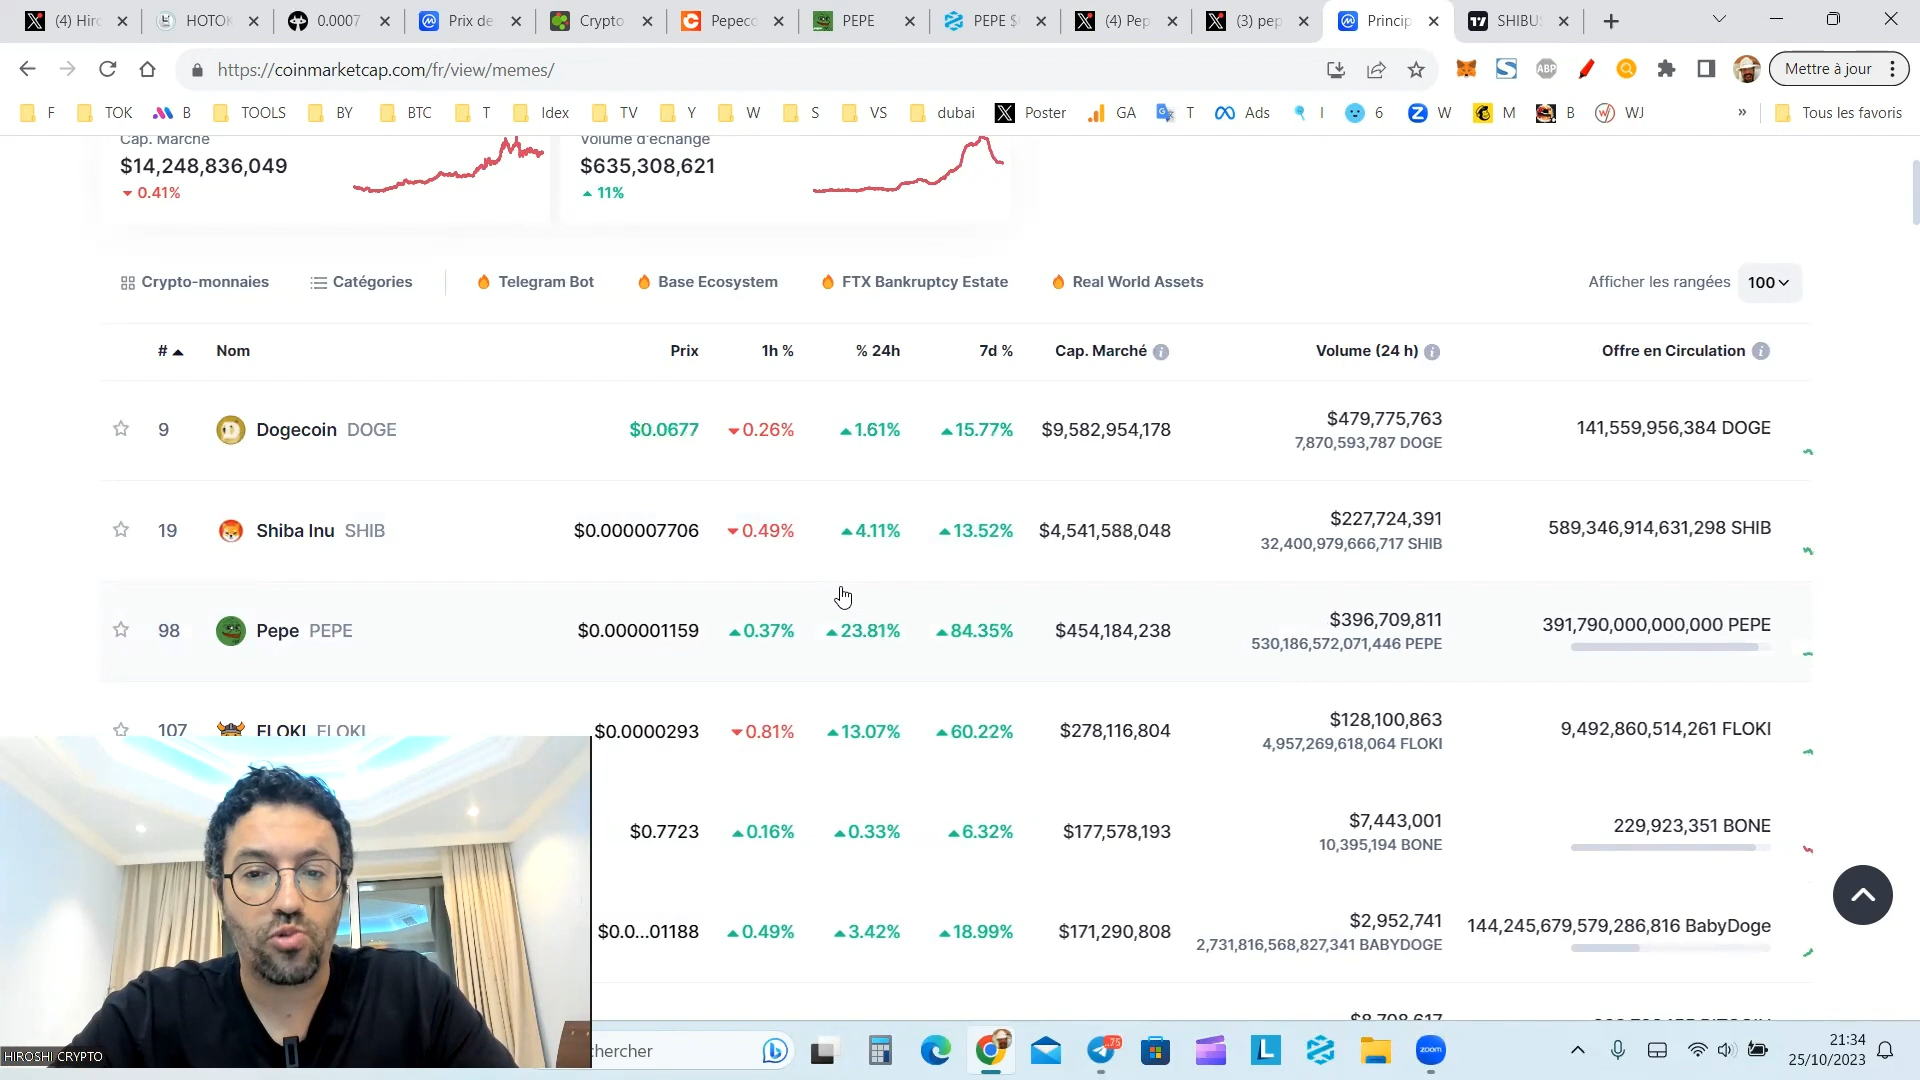 (4) Hiro
HOTOK
0.0007
Prix de
Crypto
Pepeco
PEPE
PEPE $
(4) Pep
(3) pep
Princip
SHIBUS
https://coinmarketcap.com/fr/view/memes/
Mettre à jour
F
TOK
B
TOOLS
BY
BTC
T
Idex
TV
Y
W
S
VS
dubai
Poster
GA
T
Ads
I
6
W
M
B
WJ
»
Tous les favoris
Cap. Marché
Volume d'échange
$14,248,836,049
$635,308,621
0.41%
11%
Crypto-monnaies
Catégories
Telegram Bot
Base Ecosystem
FTX Bankruptcy Estate
Real World Assets
Afficher les rangées
100
# Nom Prix 1h % % 24h 7d % Cap. Marché Volume (24 h) Offre en Circulation
9 Dogecoin DOGE $0.0677 0.26% 1.61% 15.77% $9,582,954,178 $479,775,763 141,559,956,384 DOGE
7,870,593,787 DOGE
19 Shiba Inu SHIB $0.000007706 0.49% 4.11% 13.52% $4,541,588,048 $227,724,391 589,346,914,631,298 SHIB
32,400,979,666,717 SHIB
98 Pepe PEPE $0.000001159 0.37% 23.81% 84.35% $454,184,238 $396,709,811 391,790,000,000,000 PEPE
530,186,572,071,446 PEPE
107 FLOKI FLOKI $0.0000293 0.81% 13.07% 60.22% $278,116,804 $128,100,863 9,492,860,514,261 FLOKI
4,957,269,618,064 FLOKI
$0.7723 0.16% 0.33% 6.32% $177,578,193 $7,443,001 229,923,351 BONE
10,395,194 BONE
$0.0...01188 0.49% 3.42% 18.99% $171,290,808 $2,952,741 144,245,679,579,286,816 BabyDoge
2,731,816,568,827,341 BABYDOGE
$8,708,617
HIROSHI CRYPTO
chercher
.75
zoom
21:34
25/10/2023